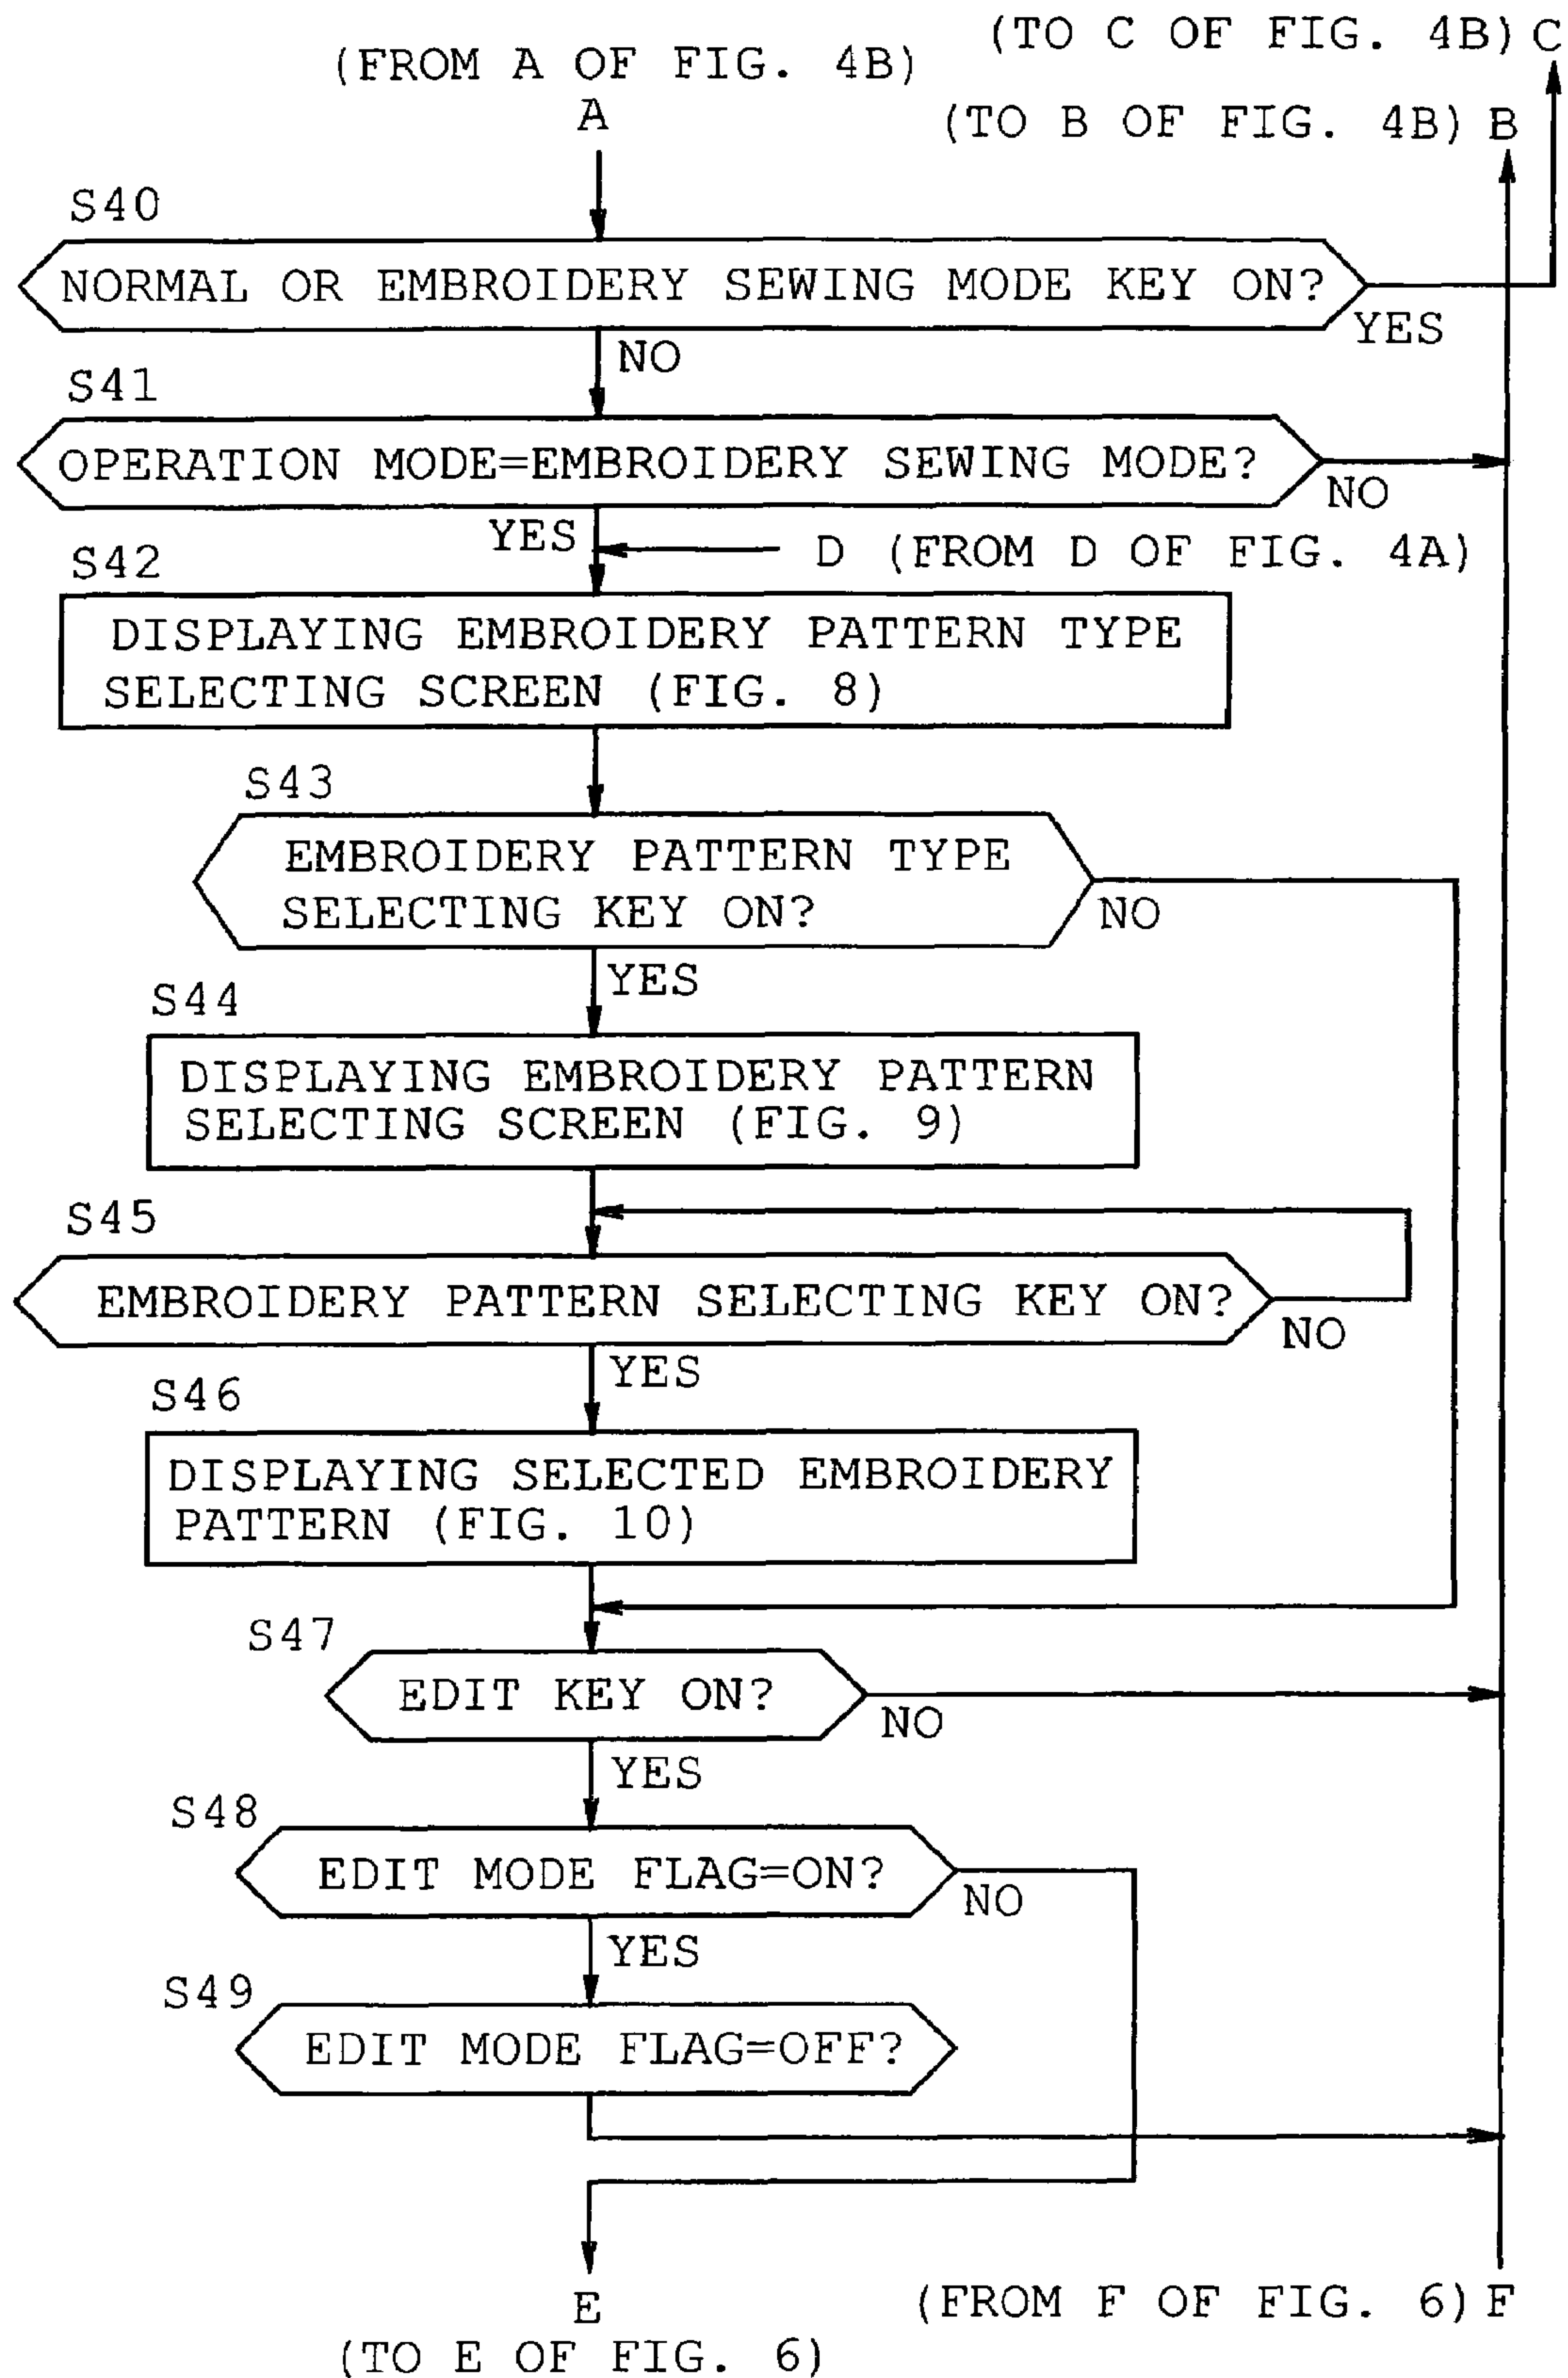 (TO C OF FIG. 4B) C
(FROM A OF FIG. 4B)
A
(TO B OF FIG. 4B) B
S40
NORMAL OR EMBROIDERY SEWING MODE KEY ON?
YES
NO
S41
OPERATION MODE=EMBROIDERY SEWING MODE?
NO
YES
D (FROM D OF FIG. 4A)
S42
DISPLAYING EMBROIDERY PATTERN TYPE
SELECTING SCREEN (FIG. 8)
S43
EMBROIDERY PATTERN TYPE
SELECTING KEY ON?
NO
YES
S44
DISPLAYING EMBROIDERY PATTERN
SELECTING SCREEN (FIG. 9)
S45
EMBROIDERY PATTERN SELECTING KEY ON?
NO
YES
S46
DISPLAYING SELECTED EMBROIDERY
PATTERN (FIG. 10)
S47
EDIT KEY ON?
NO
YES
S48
EDIT MODE FLAG=ON?
NO
YES
S49
EDIT MODE FLAG=OFF?
E
(FROM F OF FIG. 6) F
(TO E OF FIG. 6)